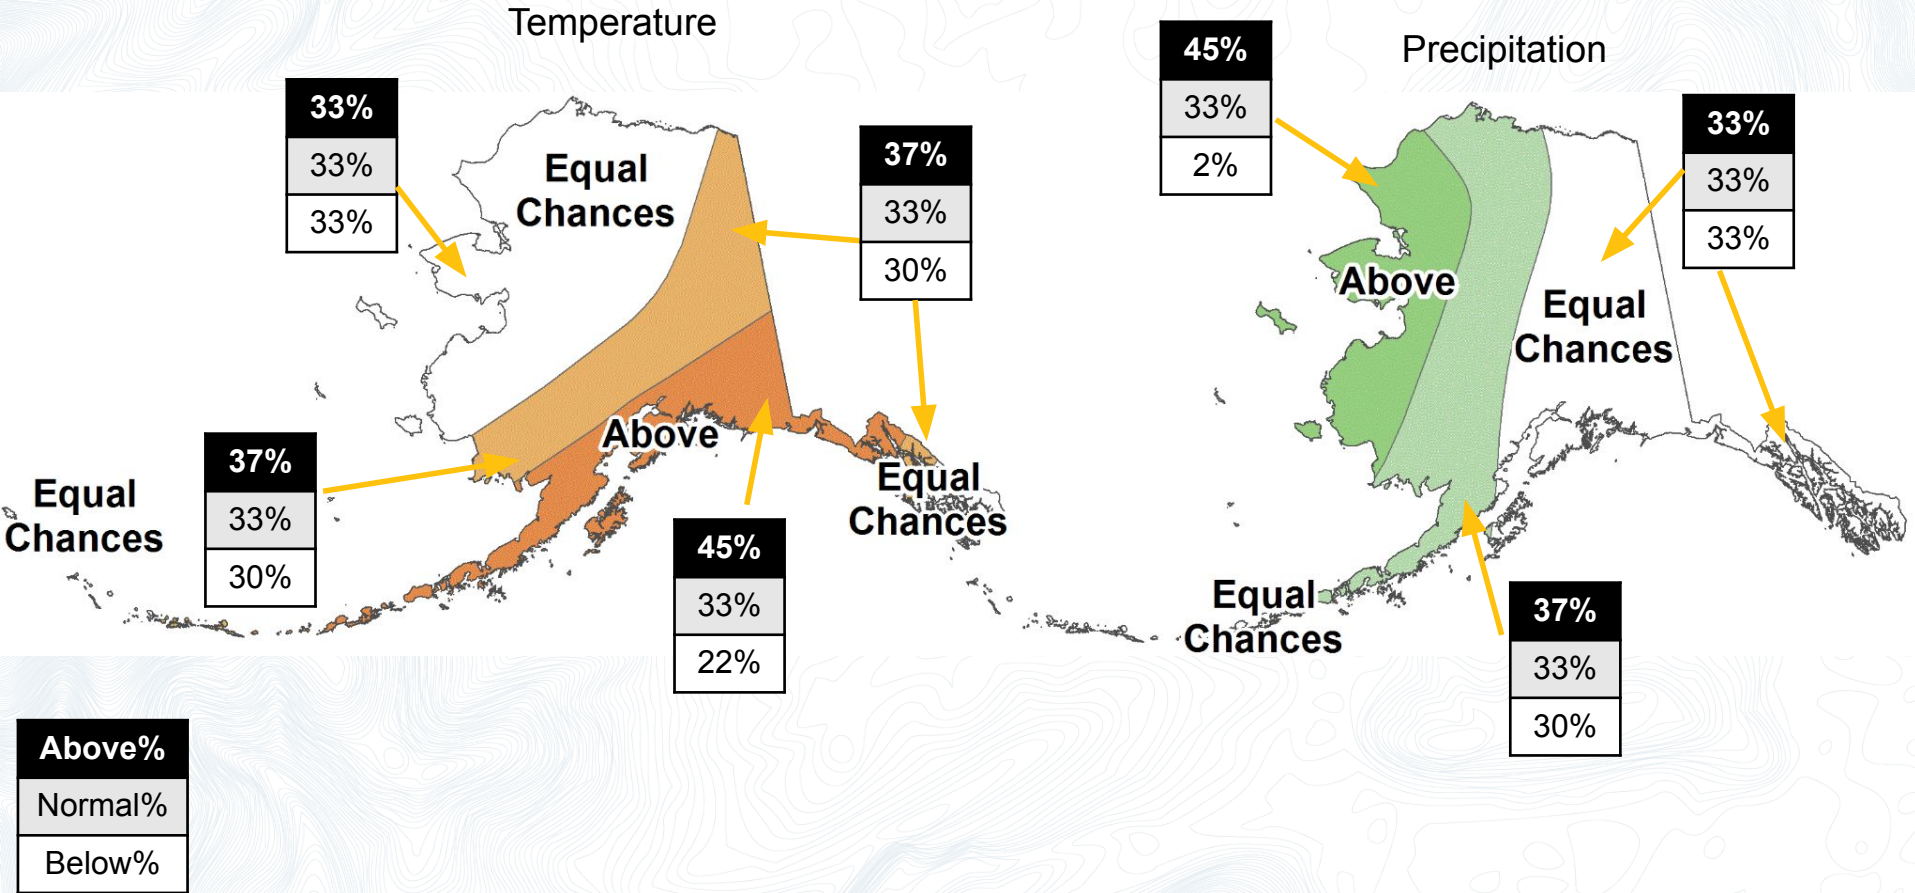 Temperature
33%
33%
33%
Equal
Chances
37%
33%
30%
Above
37%
33%
30%
Equal
Chances
Equal
Chances
45%
33%
22%
Precipitation
45%
33%
2%
33%
33%
33%
Above
Equal
Chances
Equal
Chances
37%
33%
30%
Above%
Normal%
Below%